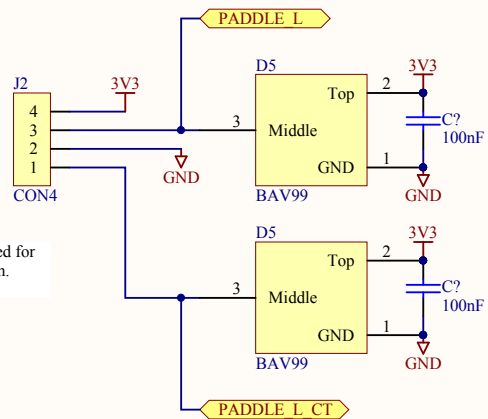 PADDLE_L
J2
3V3
4
3
2
1
CON4
GND
D5
Top
2
3
Middle
GND
1
BAV99
3V3
C?
100nF
GND
ed for
n.
D5
Top
2
3
Middle
GND
1
BAV99
3V3
C?
100nF
GND
PADDLE_L_CT